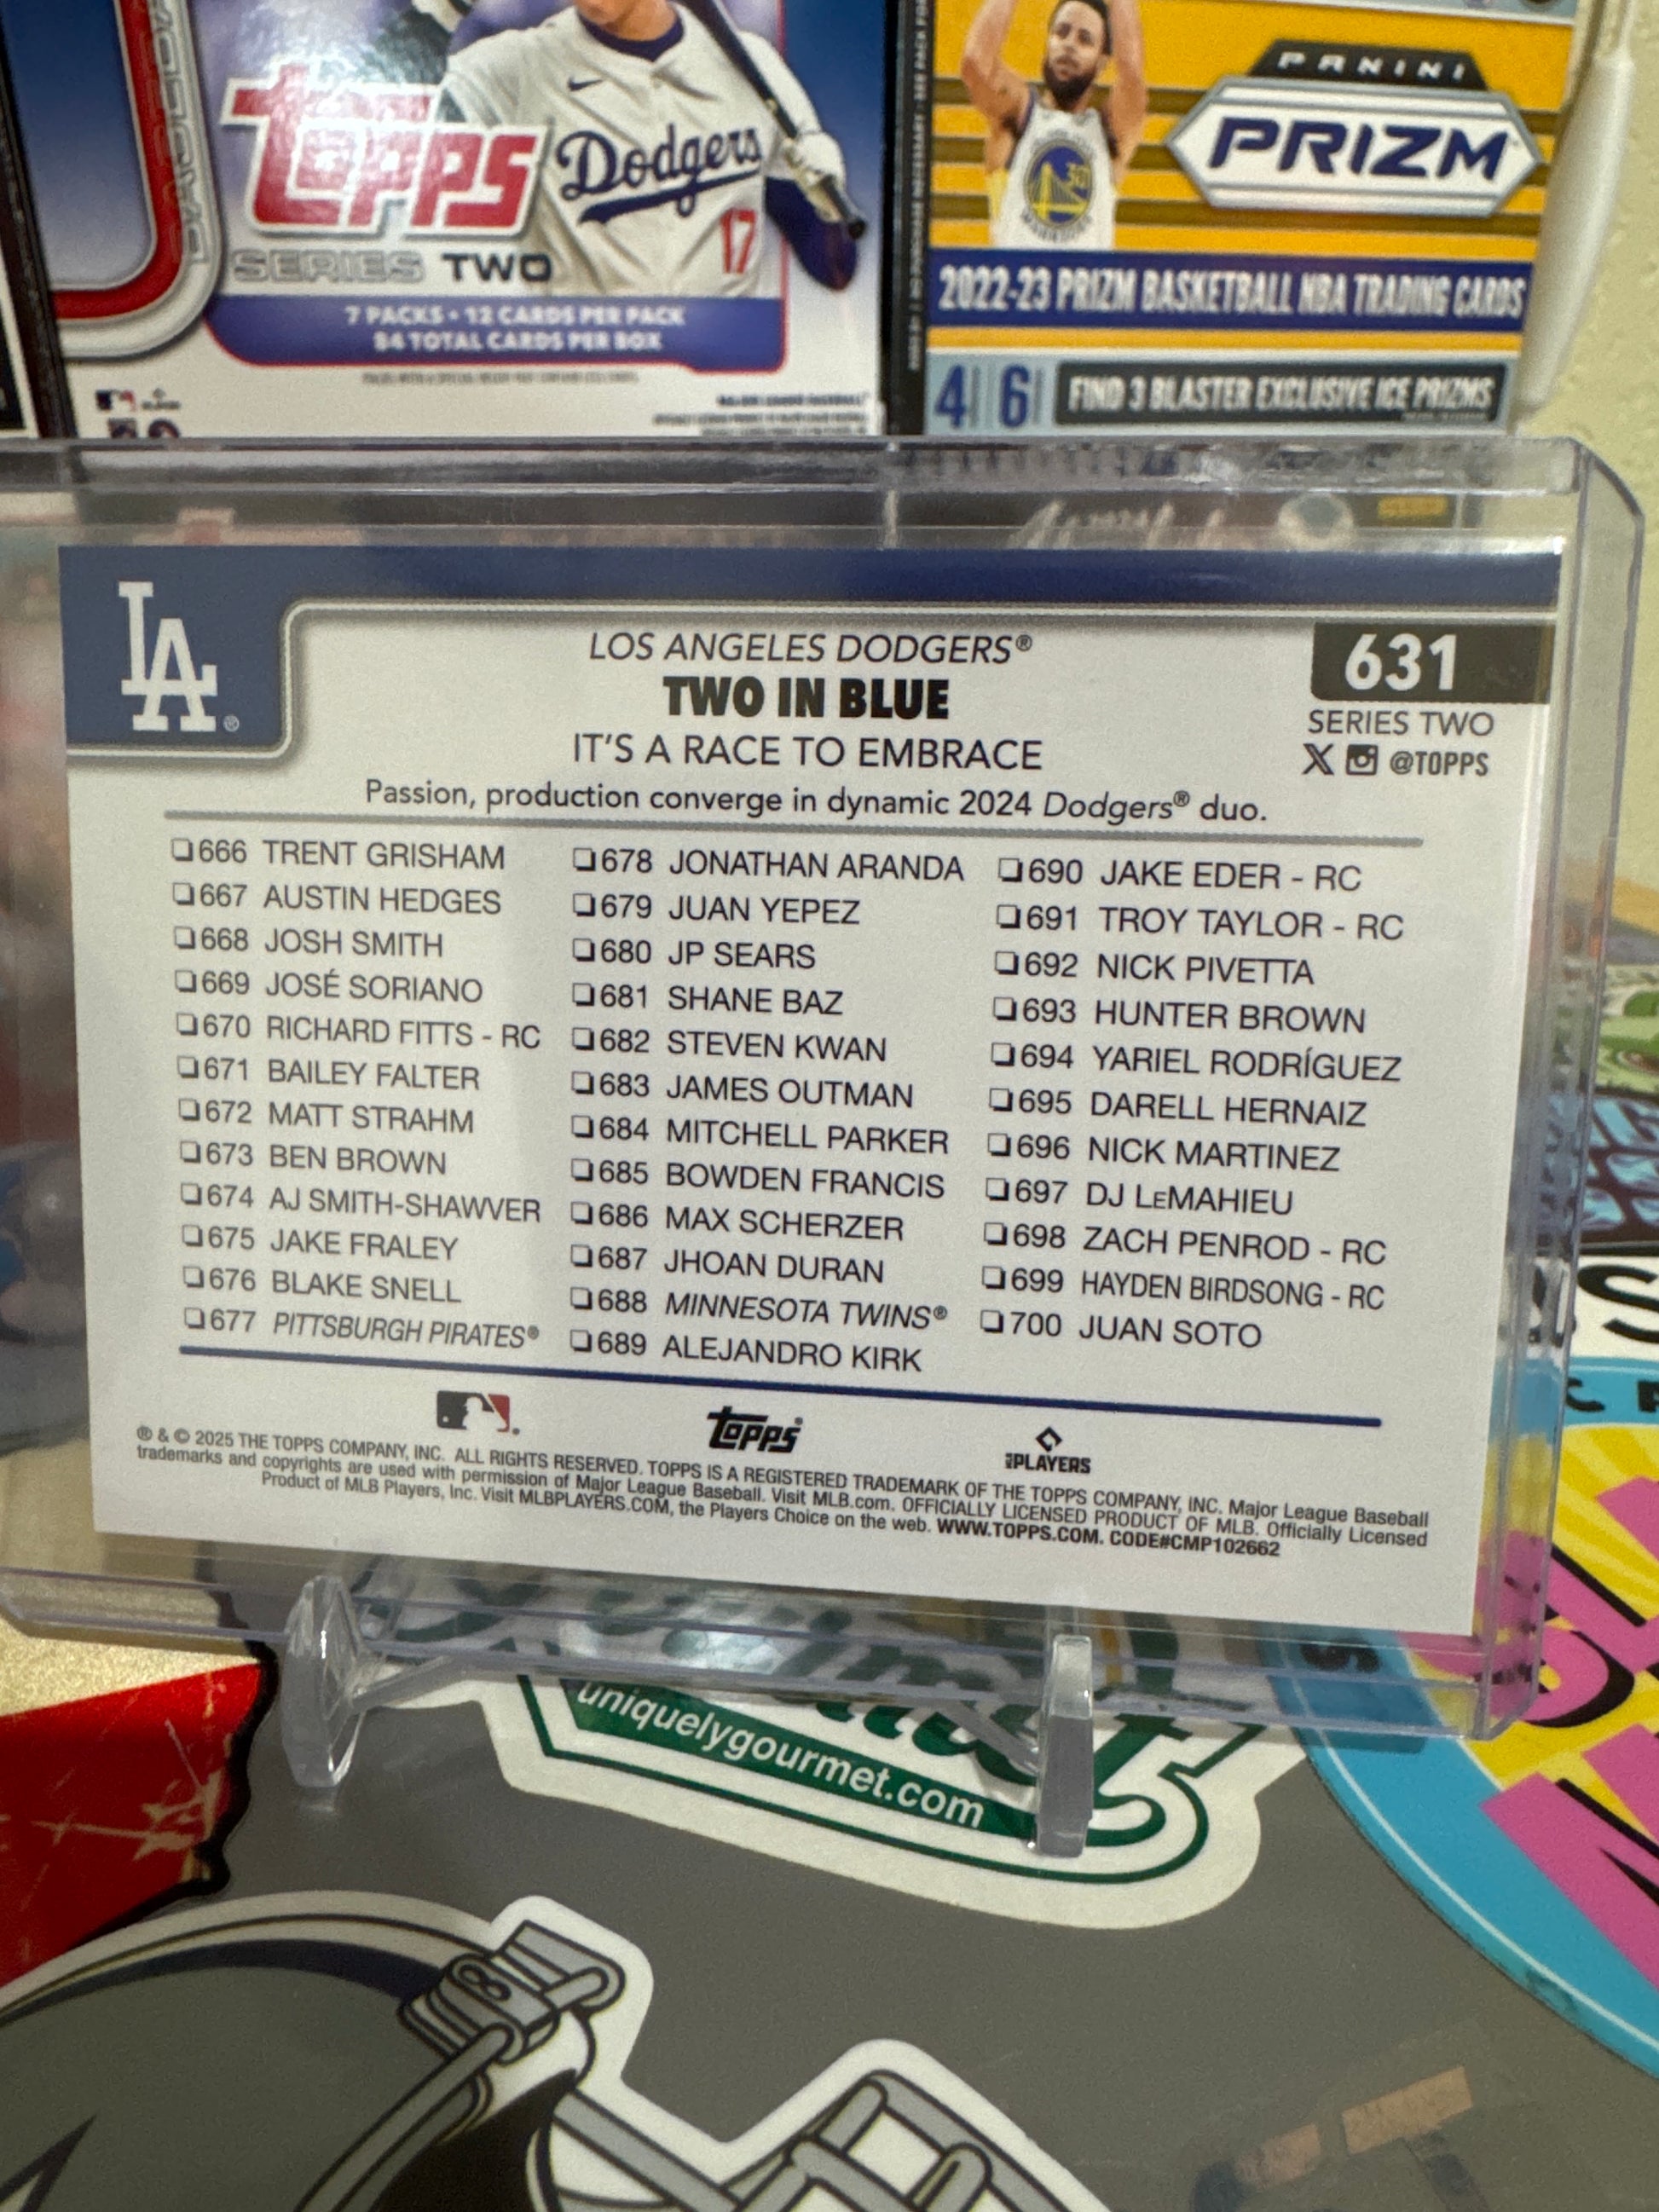 TOPPS
Dodgers
17
SERIES TWO
7 PACKS • 12 CARDS PER PACK
84 TOTAL CARDS PER BOX
PANINI
PRIZM
30
2022-23 PRIZM BASKETBALL NBA TRADING CARDS
4 6 FIND 3 BLASTER EXCLUSIVE ICE PRIZMS
LA®
LOS ANGELES DODGERS®
TWO IN BLUE
IT'S A RACE TO EMBRACE
Passion, production converge in dynamic 2024 Dodgers® duo.
631
SERIES TWO
X @TOPPS
❏666 TRENT GRISHAM
❏667 AUSTIN HEDGES
❏668 JOSH SMITH
❏669 JOSÉ SORIANO
❏670 RICHARD FITTS - RC
❏671 BAILEY FALTER
❏672 MATT STRAHM
❏673 BEN BROWN
❏674 AJ SMITH-SHAWVER
❏675 JAKE FRALEY
❏676 BLAKE SNELL
❏677 PITTSBURGH PIRATES®
❏678 JONATHAN ARANDA
❏679 JUAN YEPEZ
❏680 JP SEARS
❏681 SHANE BAZ
❏682 STEVEN KWAN
❏683 JAMES OUTMAN
❏684 MITCHELL PARKER
❏685 BOWDEN FRANCIS
❏686 MAX SCHERZER
❏687 JHOAN DURAN
❏688 MINNESOTA TWINS®
❏689 ALEJANDRO KIRK
❏690 JAKE EDER - RC
❏691 TROY TAYLOR - RC
❏692 NICK PIVETTA
❏693 HUNTER BROWN
❏694 YARIEL RODRÍGUEZ
❏695 DARELL HERNAIZ
❏696 NICK MARTINEZ
❏697 DJ LEMAHIEU
❏698 ZACH PENROD - RC
❏699 HAYDEN BIRDSONG - RC
❏700 JUAN SOTO
Topps®
MLB PLAYERS
® & © 2025 THE TOPPS COMPANY, INC. ALL RIGHTS RESERVED. TOPPS IS A REGISTERED TRADEMARK OF THE TOPPS COMPANY, INC. Major League Baseball
trademarks and copyrights are used with permission of Major League Baseball. Visit MLB.com. OFFICIALLY LICENSED PRODUCT OF MLB. Officially Licensed
Product of MLB Players, Inc. Visit MLBPLAYERS.COM, the Players Choice on the web. WWW.TOPPS.COM. CODE#CMP102662
uniquelygourmet.com